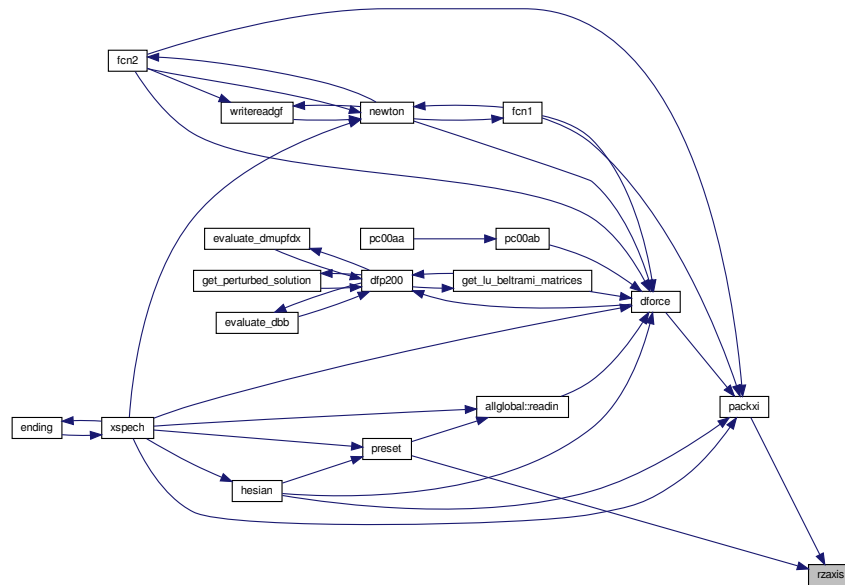 fcn2
writereadgf
newton
fcn1
evaluate_dmupfdx
pc00aa
pc00ab
get_perturbed_solution
dfp200
get_lu_beltrami_matrices
evaluate_dbb
dforce
packxi
allglobal::readin
ending
xspech
preset
hesian
rzaxis